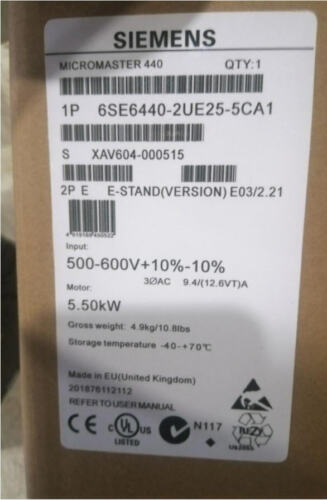 SIEMENS
MICROMASTER 440 QTY:1
1P 6SE6440-2UE25-5CA1
S XAV604-000515
2P E E-STAND(VERSION) E03/2.21
Input:
500-600V+10%-10%
3ØAC 9.4/(12.6VT)A
Motor:
5.50kW
Gross weight: 4.9kg/10.8lbs
Storage temperature -40-+70℃
Made in EU(United Kingdom)
201876112112
REFER TO USER MANUAL
CE UL LISTED N117